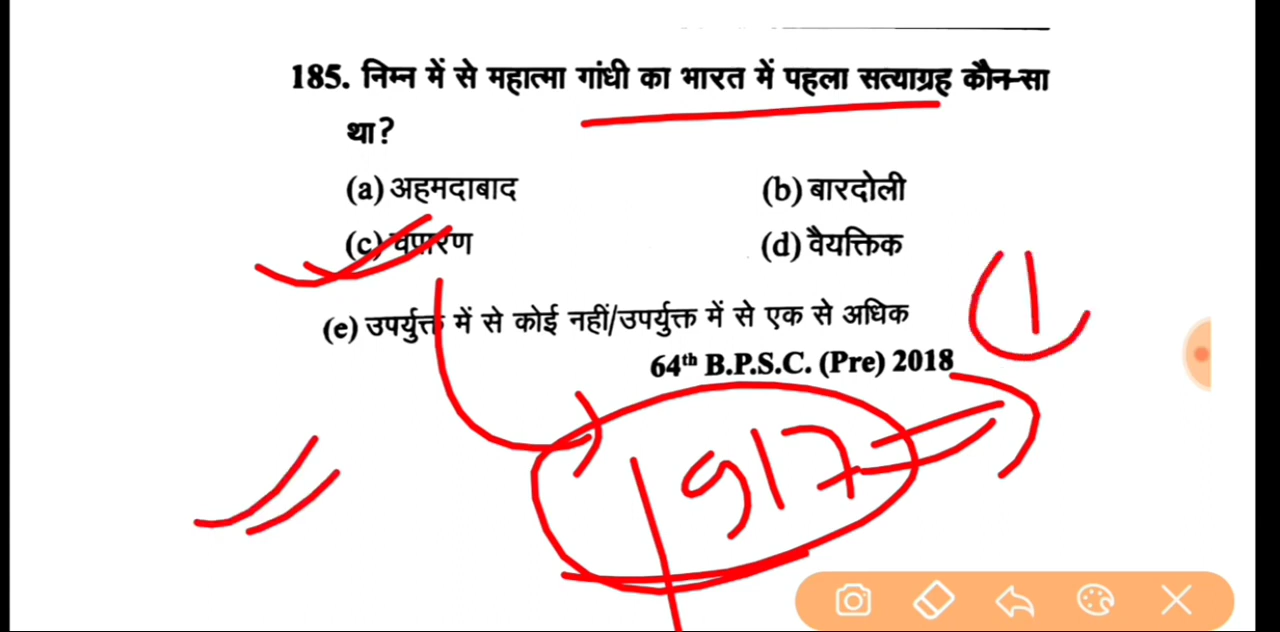 185. निम्न में से महात्मा गांधी का भारत में पहला सत्याग्रह कौन-सा
था?
(a) अहमदाबाद (b) बारदोली
(c) चंपारण (d) वैयक्तिक
(e) उपर्युक्त में से कोई नहीं/उपर्युक्त में से एक से अधिक
64th B.P.S.C. (Pre) 2018
1
1917